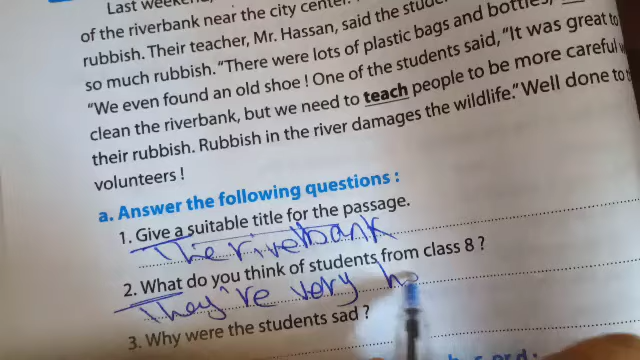 Last weekend,
of the riverbank near the city center.
rubbish. Their teacher, Mr. Hassan, said the
so much rubbish. "There were lots of plastic bags and bottles,
"We even found an old shoe ! One of the students said, "It was great to
clean the riverbank, but we need to teach people to be more careful
their rubbish. Rubbish in the river damages the wildlife." Well done to
volunteers !
a. Answer the following questions :
1. Give a suitable title for the passage.
The riverbank
2. What do you think of students from class 8 ?
They're very
3. Why were the students sad ?